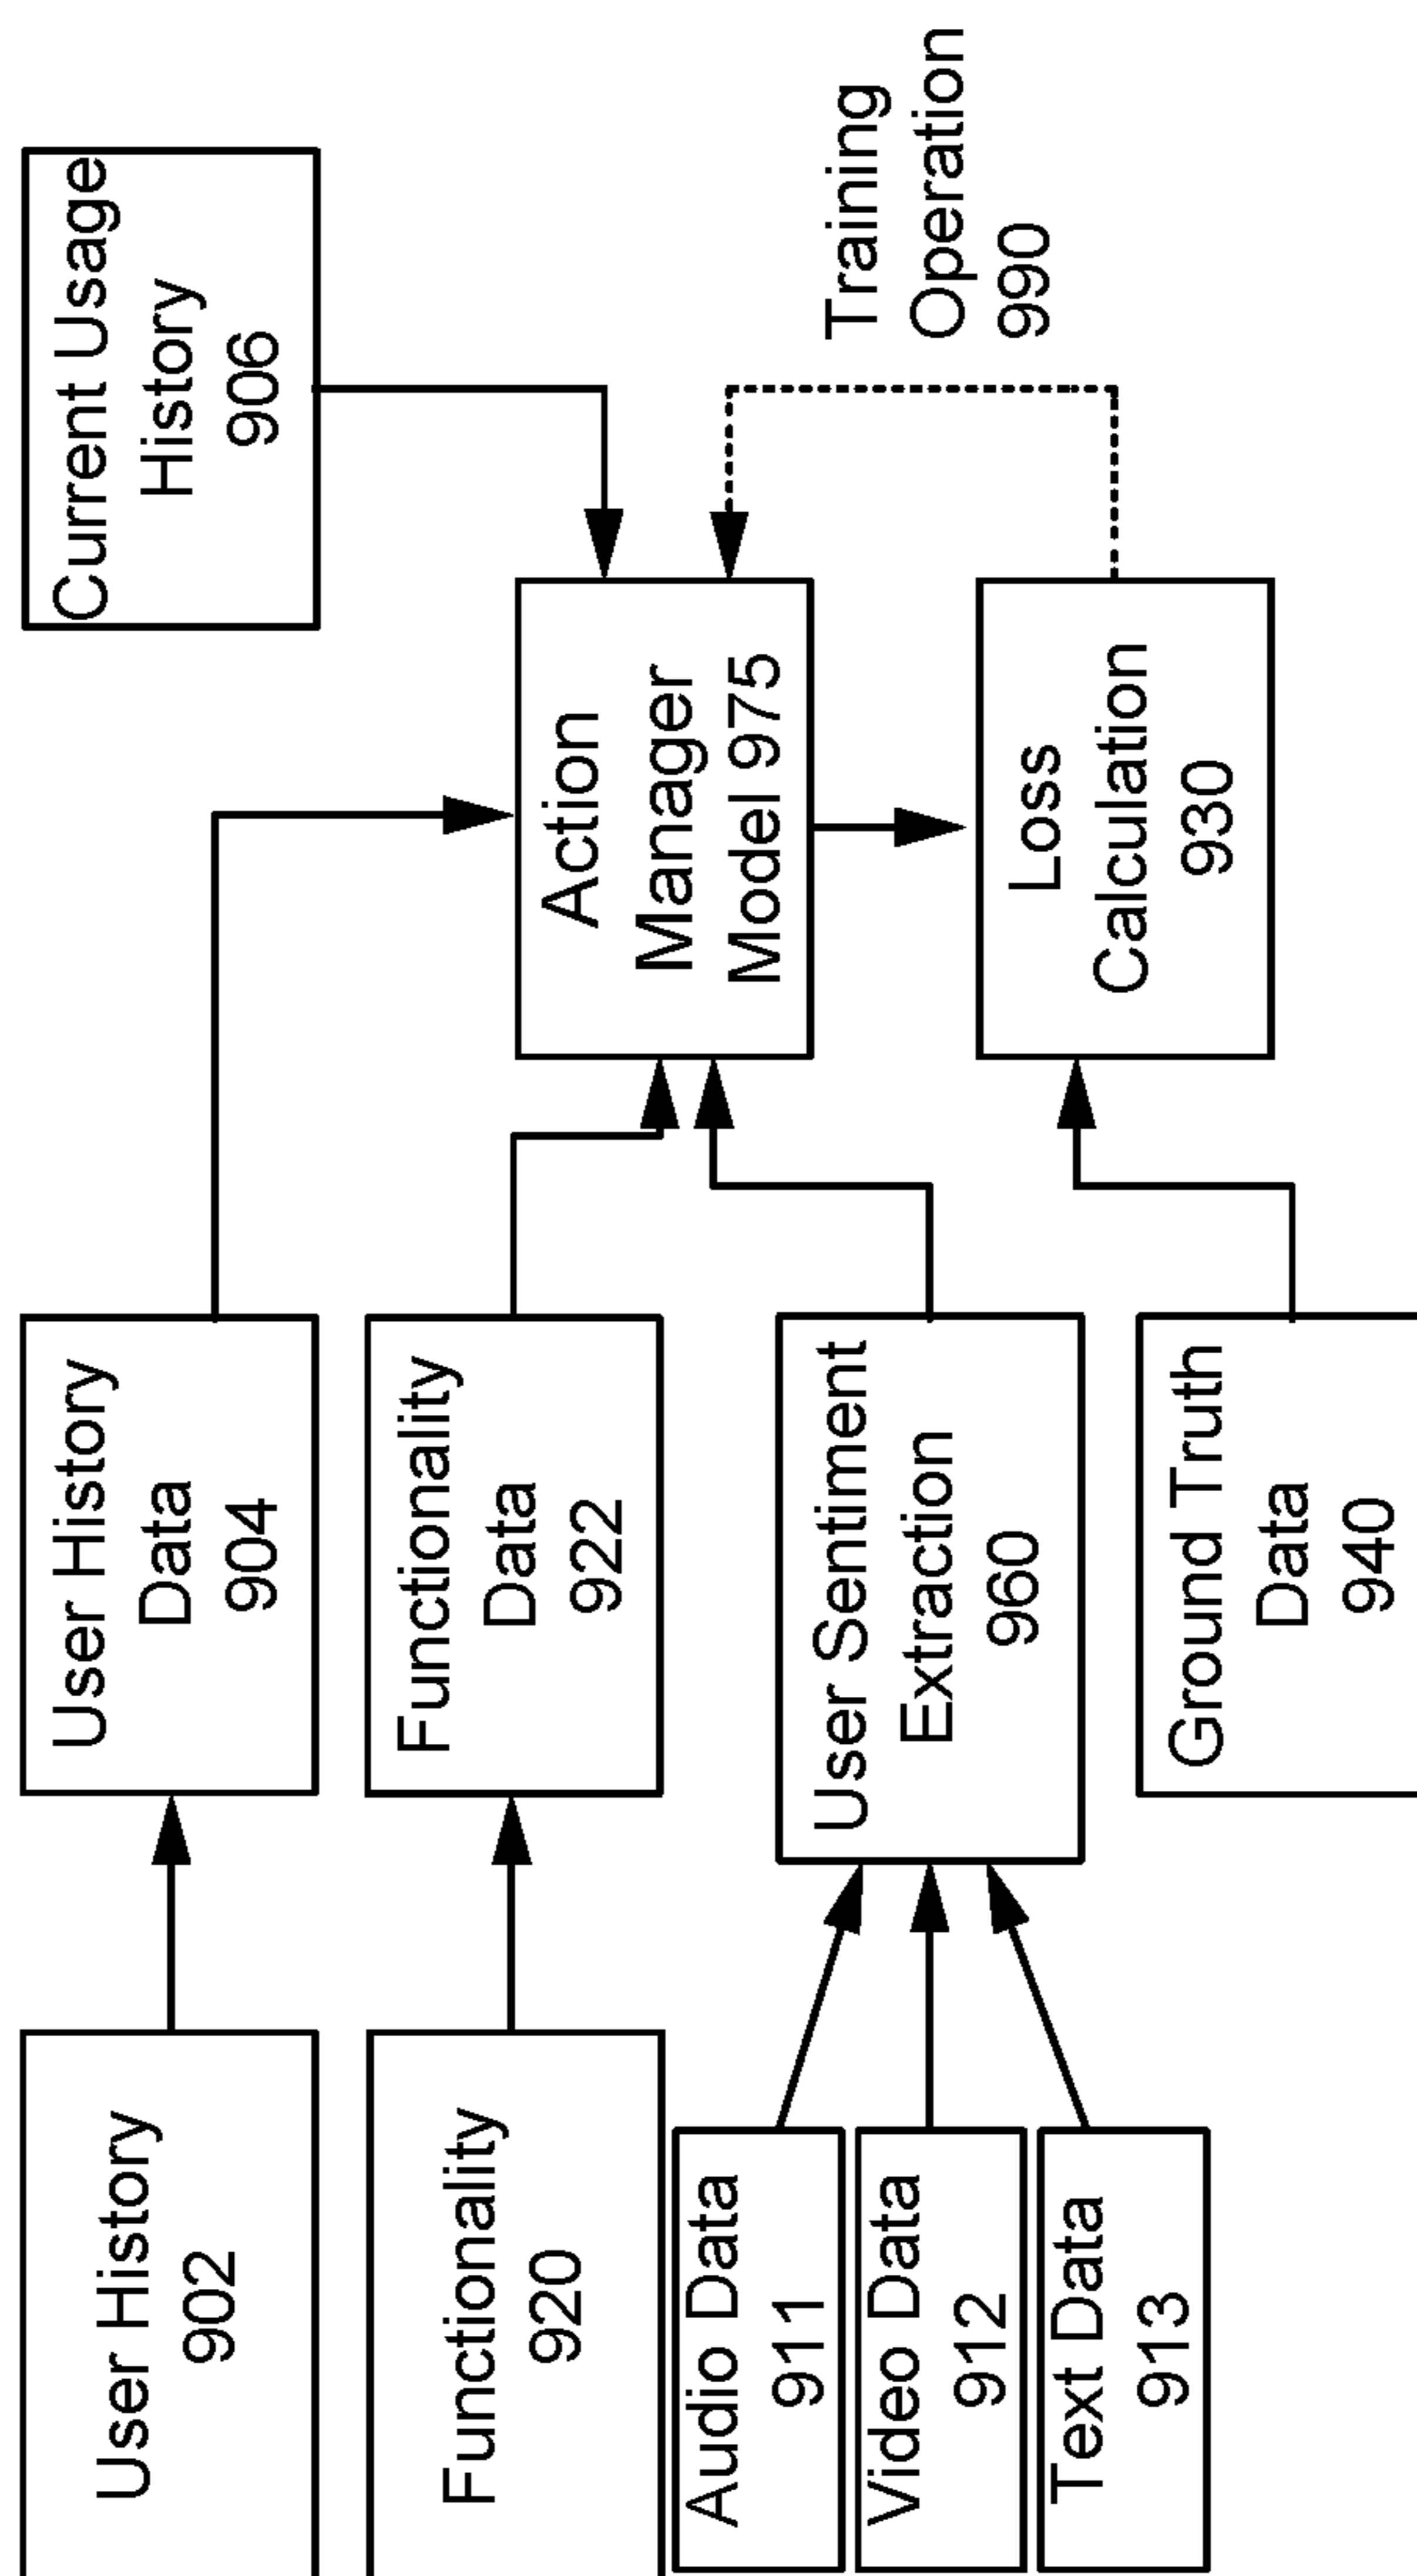 User History
902
User History
Data
904
Current Usage
History
906
Functionality
920
Functionality
Data
922
Action
Manager
Model 975
Training
Operation
990
Audio Data
911
Video Data
912
Text Data
913
User Sentiment
Extraction
960
Loss
Calculation
930
Ground Truth
Data
940